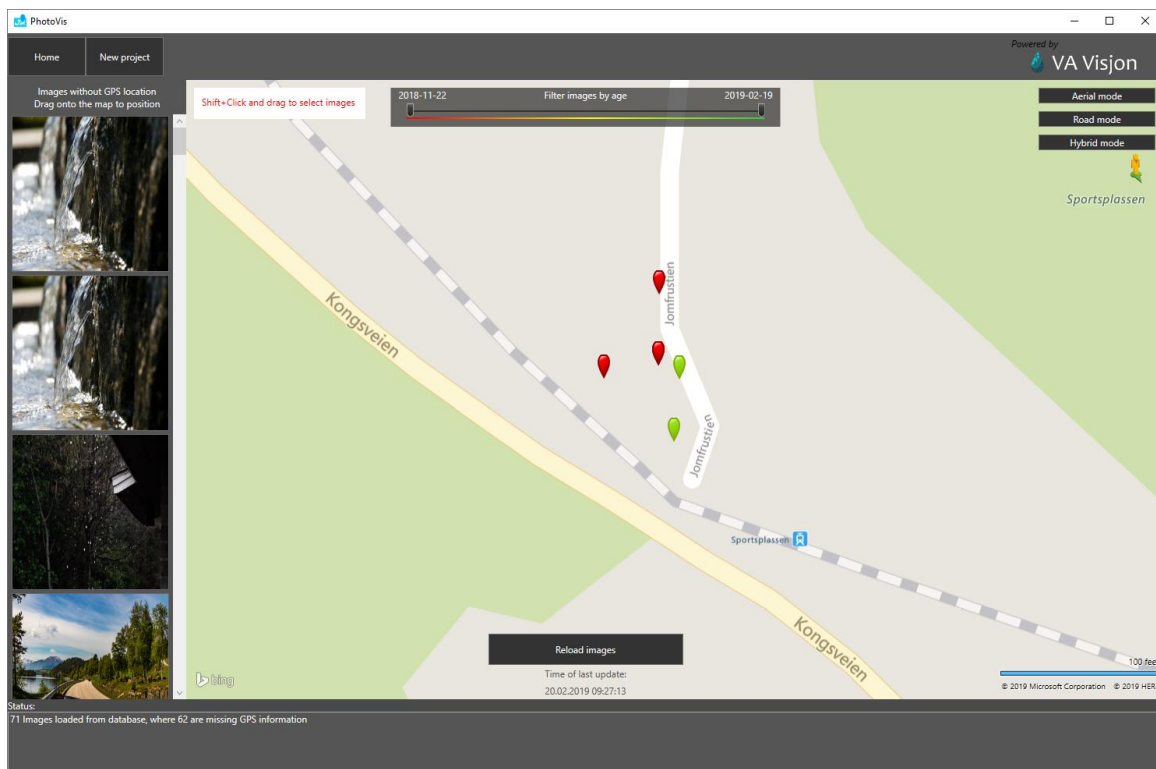 PhotoVis
Home
New project
Powered by
VA Visjon
Images without GPS location
Drag onto the map to position
Shift+Click and drag to select images
2018-11-22
Filter images by age
2019-02-19
Aerial mode
Road mode
Hybrid mode
Sportsplassen
Jomfrustien
Kongsveien
Jomfrustien
Sportsplassen
Kongsveien
Reload images
Time of last update:
20.02.2019 09:27:13
bing
100 fee
© 2019 Microsoft Corporation © 2019 HER
Status:
71 Images loaded from database, where 62 are missing GPS information